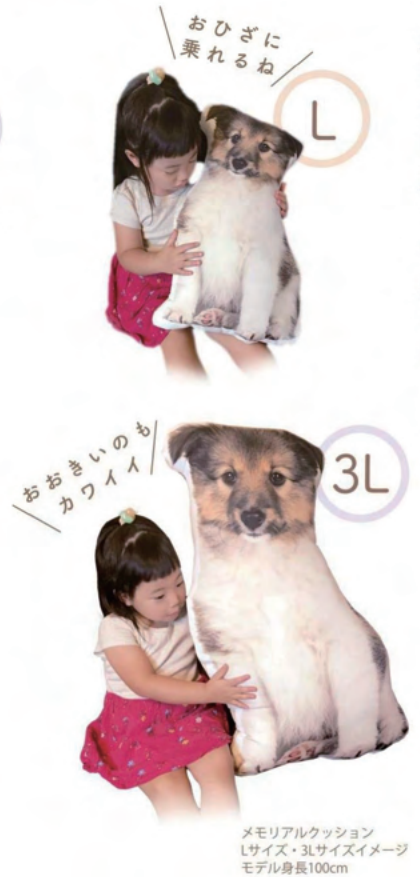 おひざに
乗れるね
L
おおきいのも
カワイイ
3L
メモリアルクッション
Lサイズ・3Lサイズイメージ
モデル身長100cm